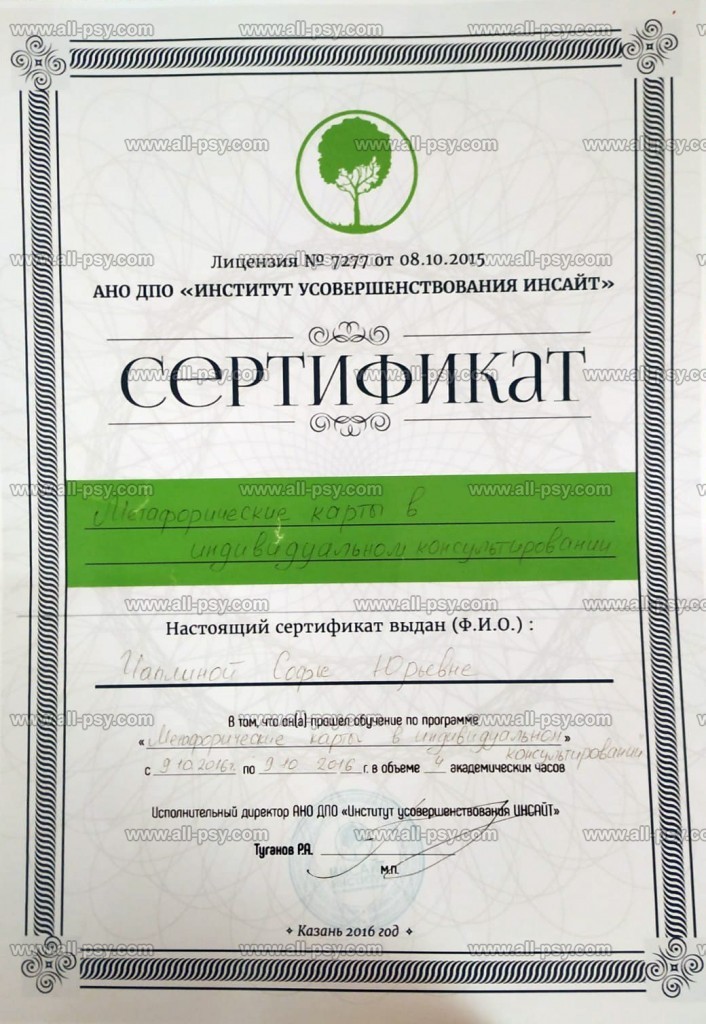 Лицензия № 7277 от 08.10.2015
АНО ДПО «ИНСТИТУТ УСОВЕРШЕНСТВОВАНИЯ ИНСАЙТ»
СЕРТИФИКАТ
Метафорические карты в
индивидуальном консультировании
Настоящий сертификат выдан (Ф.И.О.) :
Чаплиной Софье Юрьевне
В том, что он(а) прошел обучение по программе
«Метафорические карты в индивидуальном»
консультировании
с 9 10 2016г. по 9 10 2016 г. в объеме 4 академических часов
Исполнительный директор АНО ДПО «Институт усовершенствования ИНСАЙТ»
Туганов Р.А.
М.П.
Казань 2016 год
www.all-psy.com